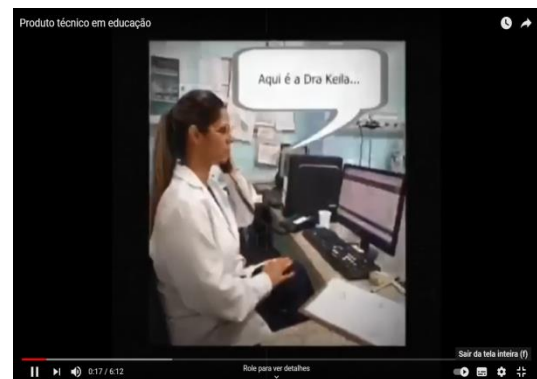 Produto técnico em educação
Aqui é a Dra Keila...
Sair da tela inteira (f)
0:17 / 6:12
Role para ver detalhes